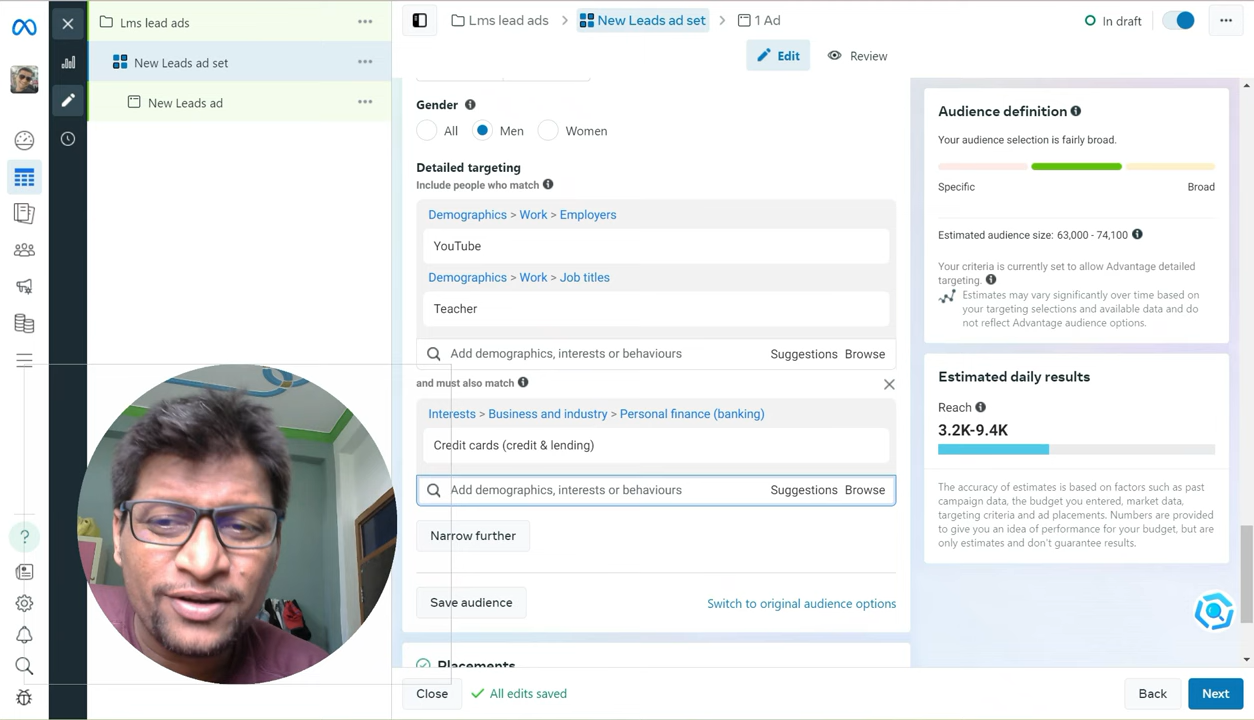 Lms lead ads
New Leads ad set
New Leads ad
Lms lead ads
New Leads ad set
1 Ad
In draft
Edit
Review
Gender
All
Men
Women
Detailed targeting
Include people who match
Demographics > Work > Employers
YouTube
Demographics > Work > Job titles
Teacher
Add demographics, interests or behaviours
Suggestions
Browse
and must also match
Interests > Business and industry > Personal finance (banking)
Credit cards (credit & lending)
Add demographics, interests or behaviours
Suggestions
Browse
Narrow further
Save audience
Switch to original audience options
Placements
Close
All edits saved
Back
Next
Audience definition
Your audience selection is fairly broad.
Specific
Broad
Estimated audience size: 63,000 - 74,100
Your criteria is currently set to allow Advantage detailed
targeting.
Estimates may vary significantly over time based on
your targeting selections and available data and do
not reflect Advantage audience options.
Estimated daily results
Reach
3.2K-9.4K
The accuracy of estimates is based on factors such as past
campaign data, the budget you entered, market data,
targeting criteria and ad placements. Numbers are provided
to give you an idea of performance for your budget, but are
only estimates and don't guarantee results.